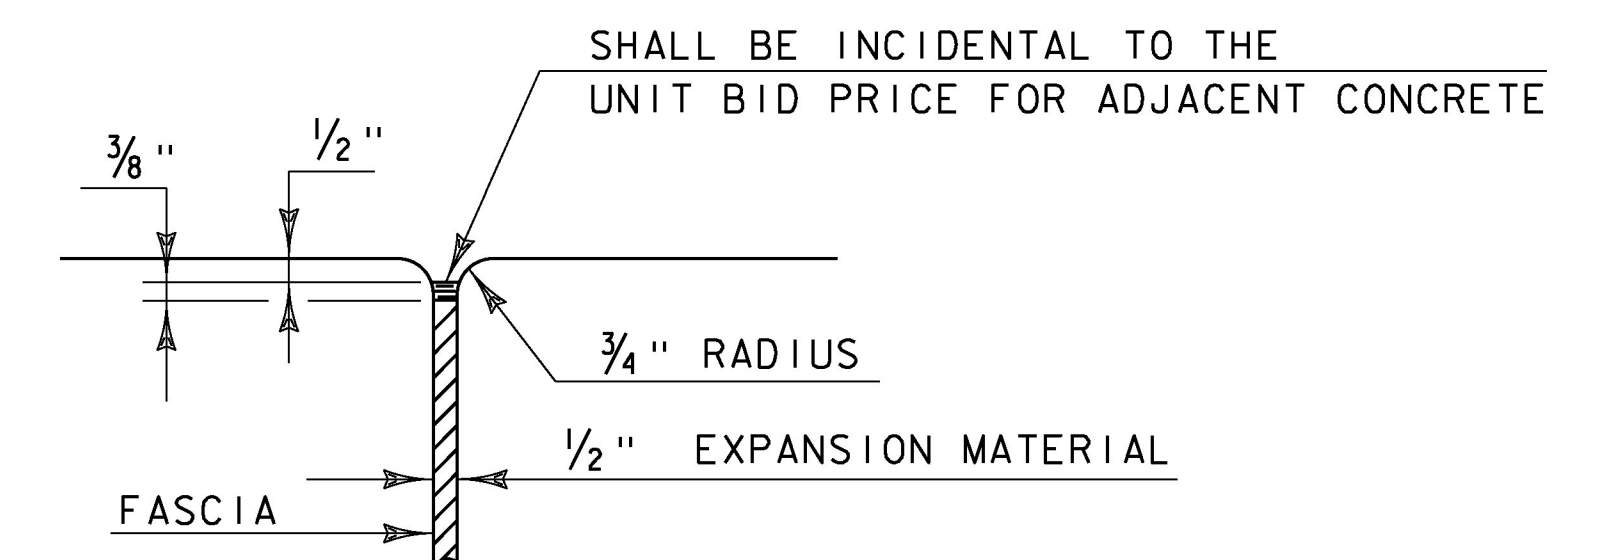 SHALL BE INCIDENTAL TO THE
UNIT BID PRICE FOR ADJACENT CONCRETE
3/8"
1/2"
3/4" RADIUS
1/2" EXPANSION MATERIAL
FASCIA